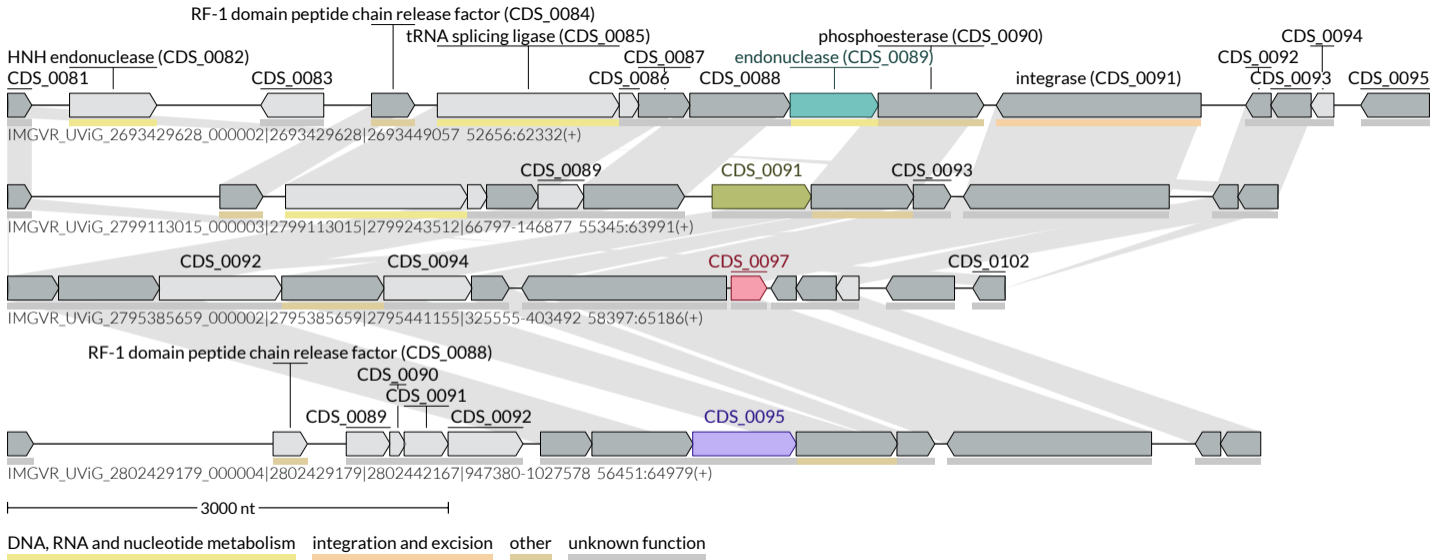 RF-1 domain peptide chain release factor (CDS_0084)
tRNA splicing ligase (CDS_0085)
phosphoesterase (CDS_0090)
CDS_0094
HNH endonuclease (CDS_0082)
CDS_0087
endonuclease (CDS_0089)
CDS_0092
CDS_0081
CDS_0083
CDS_0086
CDS_0088
integrase (CDS_0091)
CDS_0093
CDS_0095
IMGVR_UViG_2693429628_000002|2693429628|2693449057 52656:62332(+)
CDS_0089
CDS_0091
CDS_0093
IMGVR_UViG_2799113015_000003|2799113015|2799243512|66797-146877 55345:63991(+)
CDS_0092
CDS_0094
CDS_0097
CDS_0102
IMGVR_UViG_2795385659_000002|2795385659|2795441155|325555-403492 58397:65186(+)
RF-1 domain peptide chain release factor (CDS_0088)
CDS_0090
CDS_0091
CDS_0089
CDS_0092
CDS_0095
IMGVR_UViG_2802429179_000004|2802429179|2802442167|947380-1027578 56451:64979(+)
3000 nt
DNA, RNA and nucleotide metabolism
integration and excision
other
unknown function